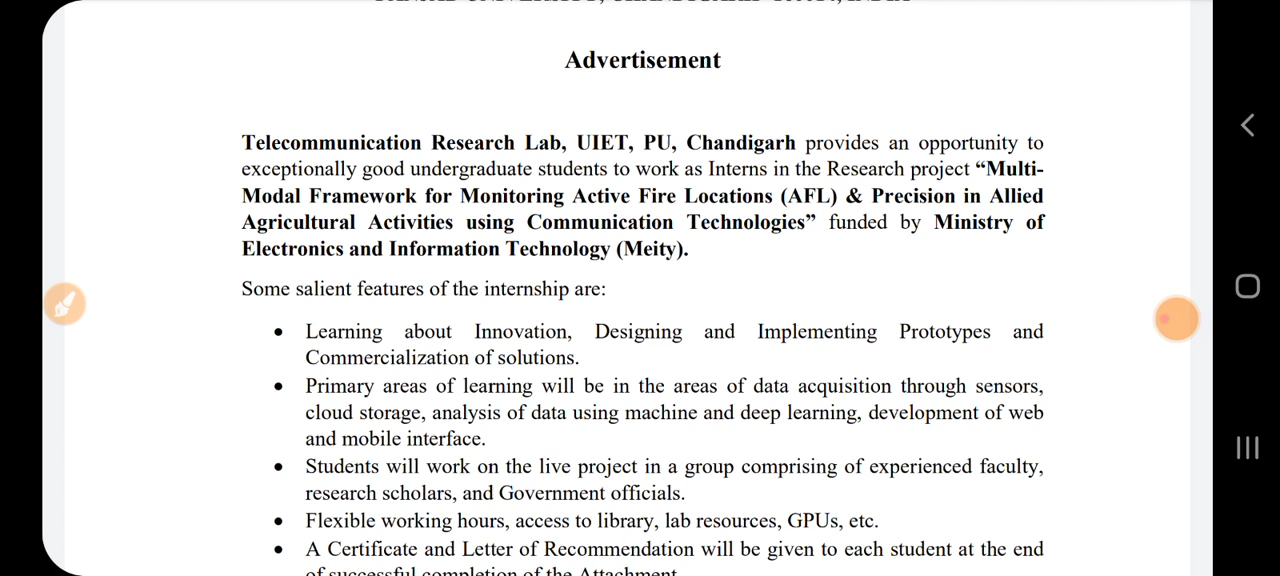 Advertisement
Telecommunication Research Lab, UIET, PU, Chandigarh provides an opportunity to
exceptionally good undergraduate students to work as Interns in the Research project “Multi-
Modal Framework for Monitoring Active Fire Locations (AFL) & Precision in Allied
Agricultural Activities using Communication Technologies” funded by Ministry of
Electronics and Information Technology (Meity).
Some salient features of the internship are:
• Learning about Innovation, Designing and Implementing Prototypes and
Commercialization of solutions.
• Primary areas of learning will be in the areas of data acquisition through sensors,
cloud storage, analysis of data using machine and deep learning, development of web
and mobile interface.
• Students will work on the live project in a group comprising of experienced faculty,
research scholars, and Government officials.
• Flexible working hours, access to library, lab resources, GPUs, etc.
• A Certificate and Letter of Recommendation will be given to each student at the end
of successful completion of the Attachment